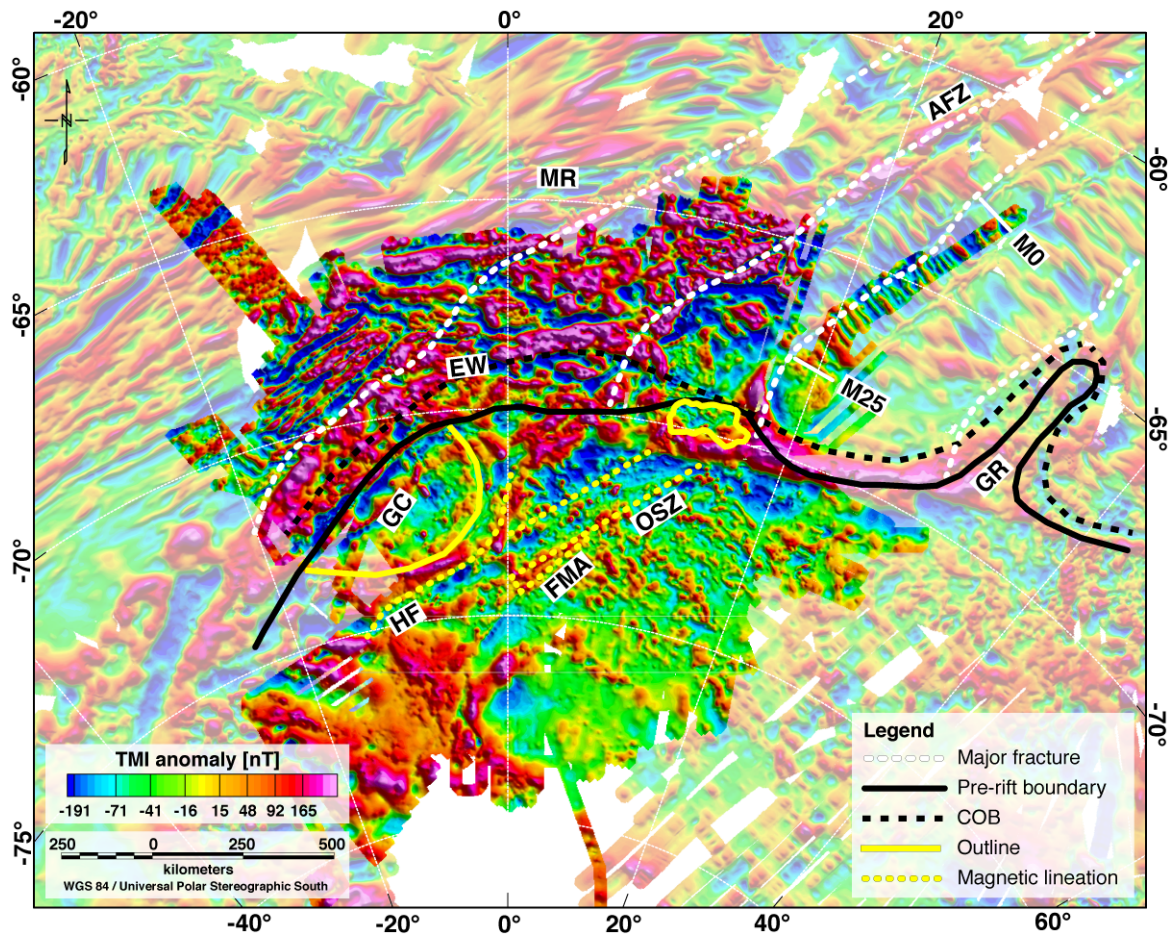 -20°
0°
20°
-60°
N
AFZ
MR
-60°
M0
-65°
EW
M25
-65°
GR
GC
OSZ
FMA
-70°
HF
-70°
-75°
TMI anomaly [nT]
-191 -71 -41 -16 15 48 92 165
250 0 250 500
kilometers
WGS 84 / Universal Polar Stereographic South
Legend
Major fracture
Pre-rift boundary
COB
Outline
Magnetic lineation
-40° -20° 0° 20° 40° 60°